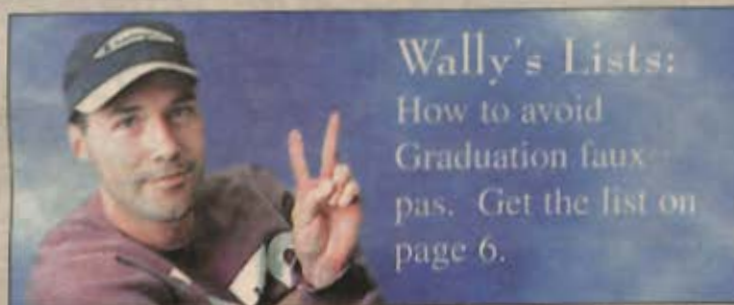 Wally's Lists:
How to avoid
Graduation faux
pas. Get the list on
page 6.